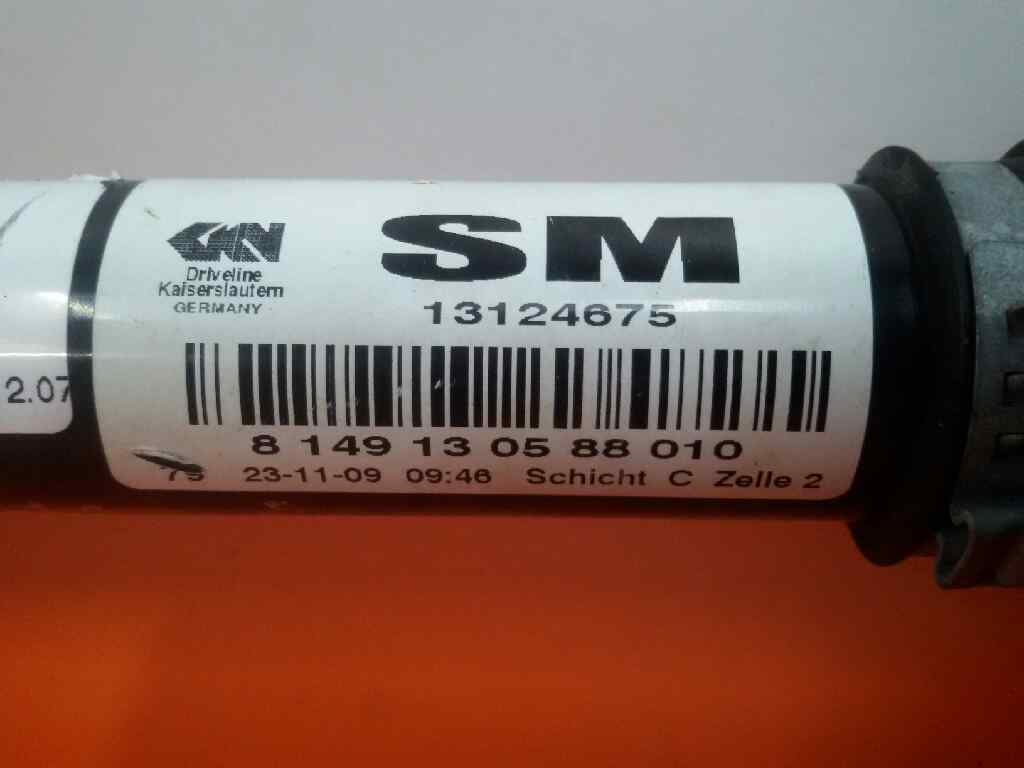 GKN
Driveline
Kaiserslautern
GERMANY
SM
13124675
2.07
8 149 13 05 88 010
23-11-09 09:46 Schicht C Zelle 2